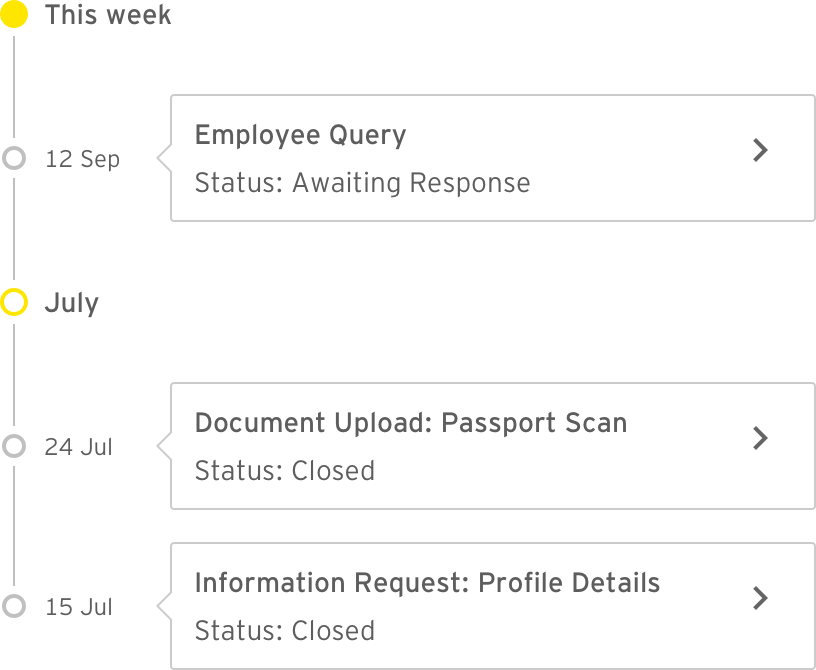 This week
12 Sep
Employee Query
Status: Awaiting Response
July
24 Jul
Document Upload: Passport Scan
Status: Closed
15 Jul
Information Request: Profile Details
Status: Closed